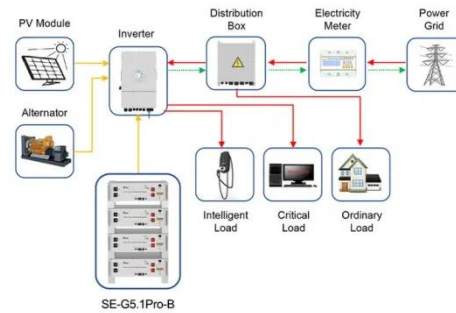 PV Module
Inverter
Distribution
Box
Electricity
Meter
Power
Grid
Alternator
Intelligent
Load
Critical
Load
Ordinary
Load
SE-G5.1Pro-B